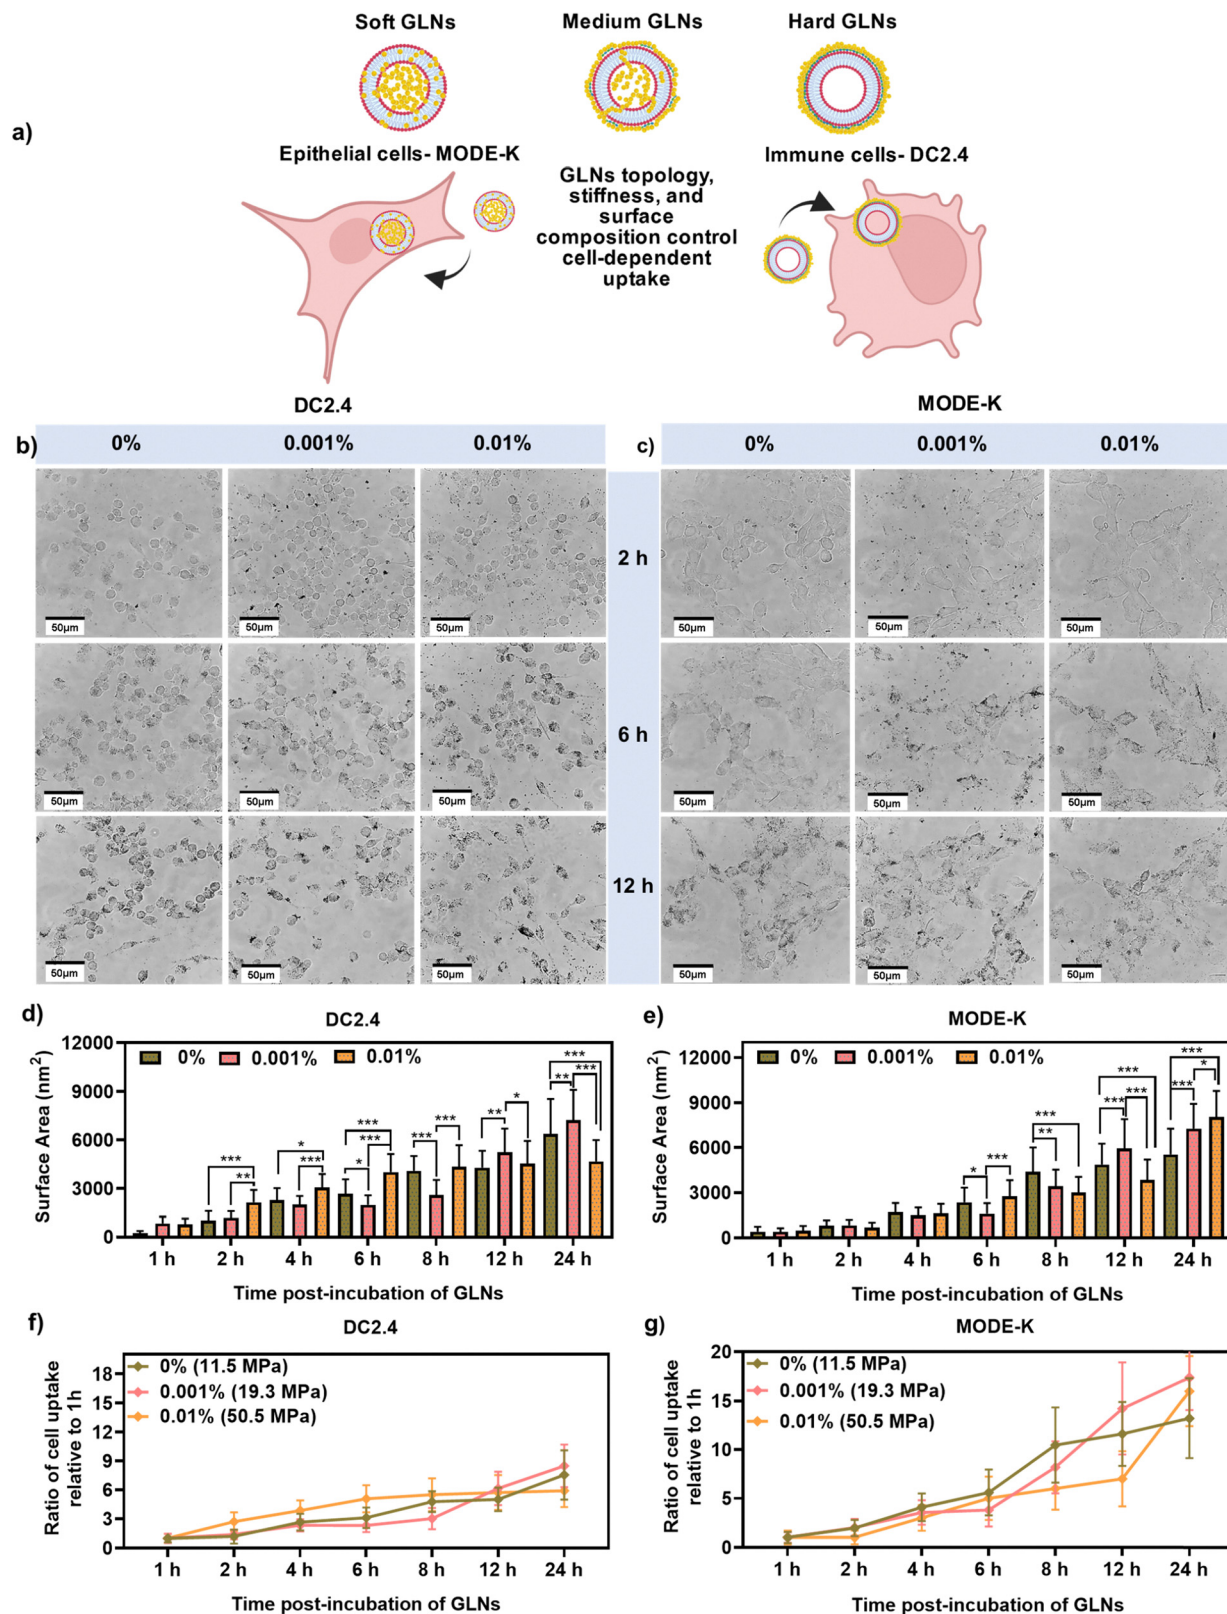 Soft GLNs
Medium GLNs
Hard GLNs
a)
Epithelial cells- MODE-K
Immune cells- DC2.4
GLNs topology,
stiffness, and
surface
composition control
cell-dependent
uptake
DC2.4
MODE-K
b)
0%
0.001%
0.01%
c)
0%
0.001%
0.01%
2 h
50µm
50µm
50µm
50µm
50µm
50µm
6 h
50µm
50µm
50µm
50µm
50µm
50µm
12 h
50µm
50µm
50µm
50µm
50µm
50µm
d)
DC2.4
Surface Area (nm²)
12000
9000
6000
3000
0
0%
0.001%
0.01%
***
**
*
***
***
*
***
***
***
**
*
***
**
***
1 h
2 h
4 h
6 h
8 h
12 h
24 h
Time post-incubation of GLNs
e)
MODE-K
Surface Area (nm²)
12000
9000
6000
3000
0
0%
0.001%
0.01%
*
***
***
**
***
***
***
***
***
*
1 h
2 h
4 h
6 h
8 h
12 h
24 h
Time post-incubation of GLNs
f)
DC2.4
Ratio of cell uptake
relative to 1h
18
15
12
9
6
3
0
0% (11.5 MPa)
0.001% (19.3 MPa)
0.01% (50.5 MPa)
1 h
2 h
4 h
6 h
8 h
12 h
24 h
Time post-incubation of GLNs
g)
MODE-K
Ratio of cell uptake
relative to 1h
20
15
10
5
0
0% (11.5 MPa)
0.001% (19.3 MPa)
0.01% (50.5 MPa)
1 h
2 h
4 h
6 h
8 h
12 h
24 h
Time post-incubation of GLNs